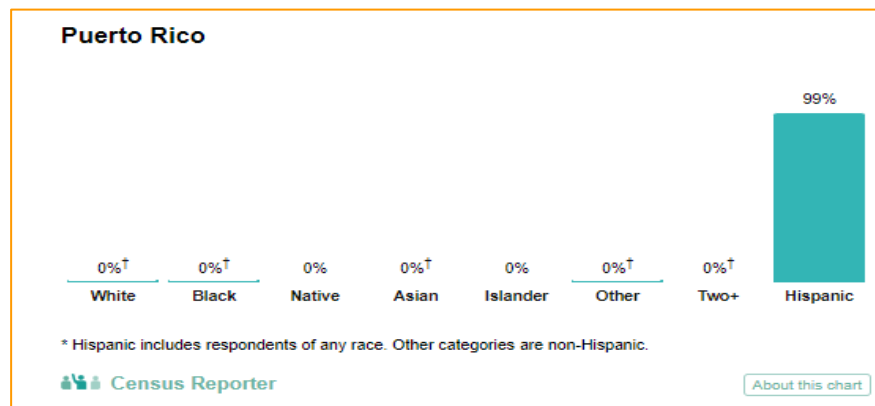 Puerto Rico
99%
0%† 0%† 0% 0%† 0% 0%† 0%†
White Black Native Asian Islander Other Two+ Hispanic
* Hispanic includes respondents of any race. Other categories are non-Hispanic.
Census Reporter
About this chart